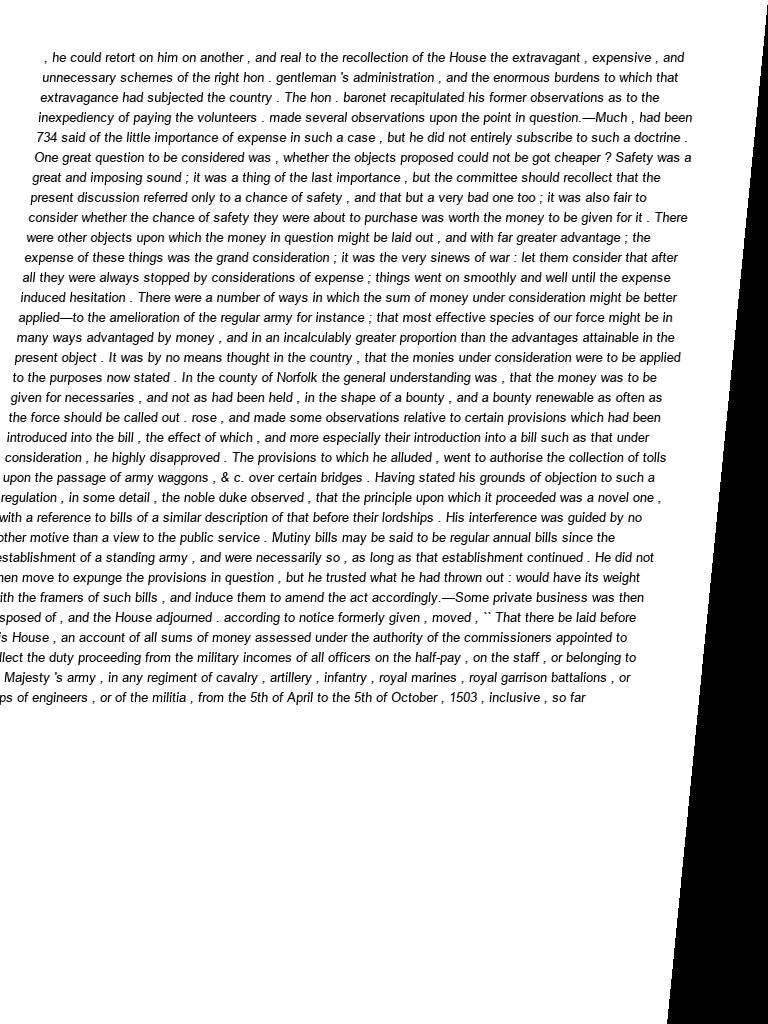 , he could retort on him on another , and real to the recollection of the House the extravagant , expensive , and
unnecessary schemes of the right hon . gentleman 's administration , and the enormous burdens to which that
extravagance had subjected the country . The hon . baronet recapitulated his former observations as to the
inexpediency of paying the volunteers . made several observations upon the point in question.—Much , had been
734 said of the little importance of expense in such a case , but he did not entirely subscribe to such a doctrine .
One great question to be considered was , whether the objects proposed could not be got cheaper ? Safety was a
great and imposing sound ; it was a thing of the last importance , but the committee should recollect that the
present discussion referred only to a chance of safety , and that but a very bad one too ; it was also fair to
consider whether the chance of safety they were about to purchase was worth the money to be given for it . There
were other objects upon which the money in question might be laid out , and with far greater advantage ; the
expense of these things was the grand consideration ; it was the very sinews of war : let them consider that after
all they were always stopped by considerations of expense ; things went on smoothly and well until the expense
induced hesitation . There were a number of ways in which the sum of money under consideration might be better
applied—to the amelioration of the regular army for instance ; that most effective species of our force might be in
many ways advantaged by money , and in an incalculably greater proportion than the advantages attainable in the
present object . It was by no means thought in the country , that the monies under consideration were to be applied
to the purposes now stated . In the county of Norfolk the general understanding was , that the money was to be
given for necessaries , and not as had been held , in the shape of a bounty , and a bounty renewable as often as
the force should be called out . rose , and made some observations relative to certain provisions which had been
introduced into the bill , the effect of which , and more especially their introduction into a bill such as that under
consideration , he highly disapproved . The provisions to which he alluded , went to authorise the collection of tolls
upon the passage of army waggons , & c. over certain bridges . Having stated his grounds of objection to such a
regulation , in some detail , the noble duke observed , that the principle upon which it proceeded was a novel one ,
with a reference to bills of a similar description of that before their lordships . His interference was guided by no
other motive than a view to the public service . Mutiny bills may be said to be regular annual bills since the
establishment of a standing army , and were necessarily so , as long as that establishment continued . He did not
hen move to expunge the provisions in question , but he trusted what he had thrown out : would have its weight
ith the framers of such bills , and induce them to amend the act accordingly.—Some private business was then
sposed of , and the House adjourned . according to notice formerly given , moved , `` That there be laid before
is House , an account of all sums of money assessed under the authority of the commissioners appointed to
llect the duty proceeding from the military incomes of all officers on the half-pay , on the staff , or belonging to
Majesty 's army , in any regiment of cavalry , artillery , infantry , royal marines , royal garrison battalions , or
ps of engineers , or of the militia , from the 5th of April to the 5th of October , 1503 , inclusive , so far